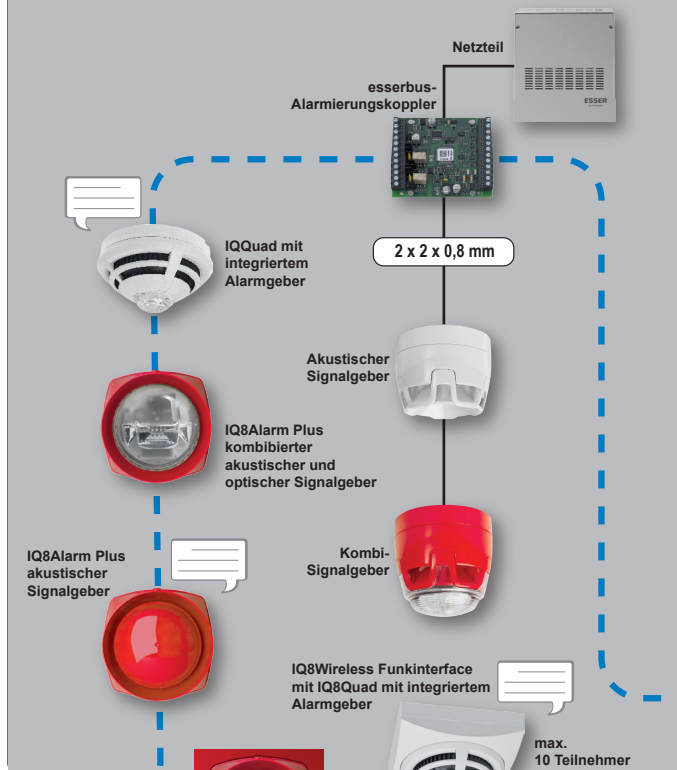 Netzteil
ESSER
esserbus-
Alarmierungskoppler
2 x 2 x 0,8 mm
IQQuad mit
integriertem
Alarmgeber
Akustischer
Signalgeber
IQ8Alarm Plus
kombibierter
akustischer und
optischer Signalgeber
IQ8Alarm Plus
akustischer
Signalgeber
Kombi-
Signalgeber
IQ8Wireless Funkinterface
mit IQ8Quad mit integriertem
Alarmgeber
max.
10 Teilnehmer